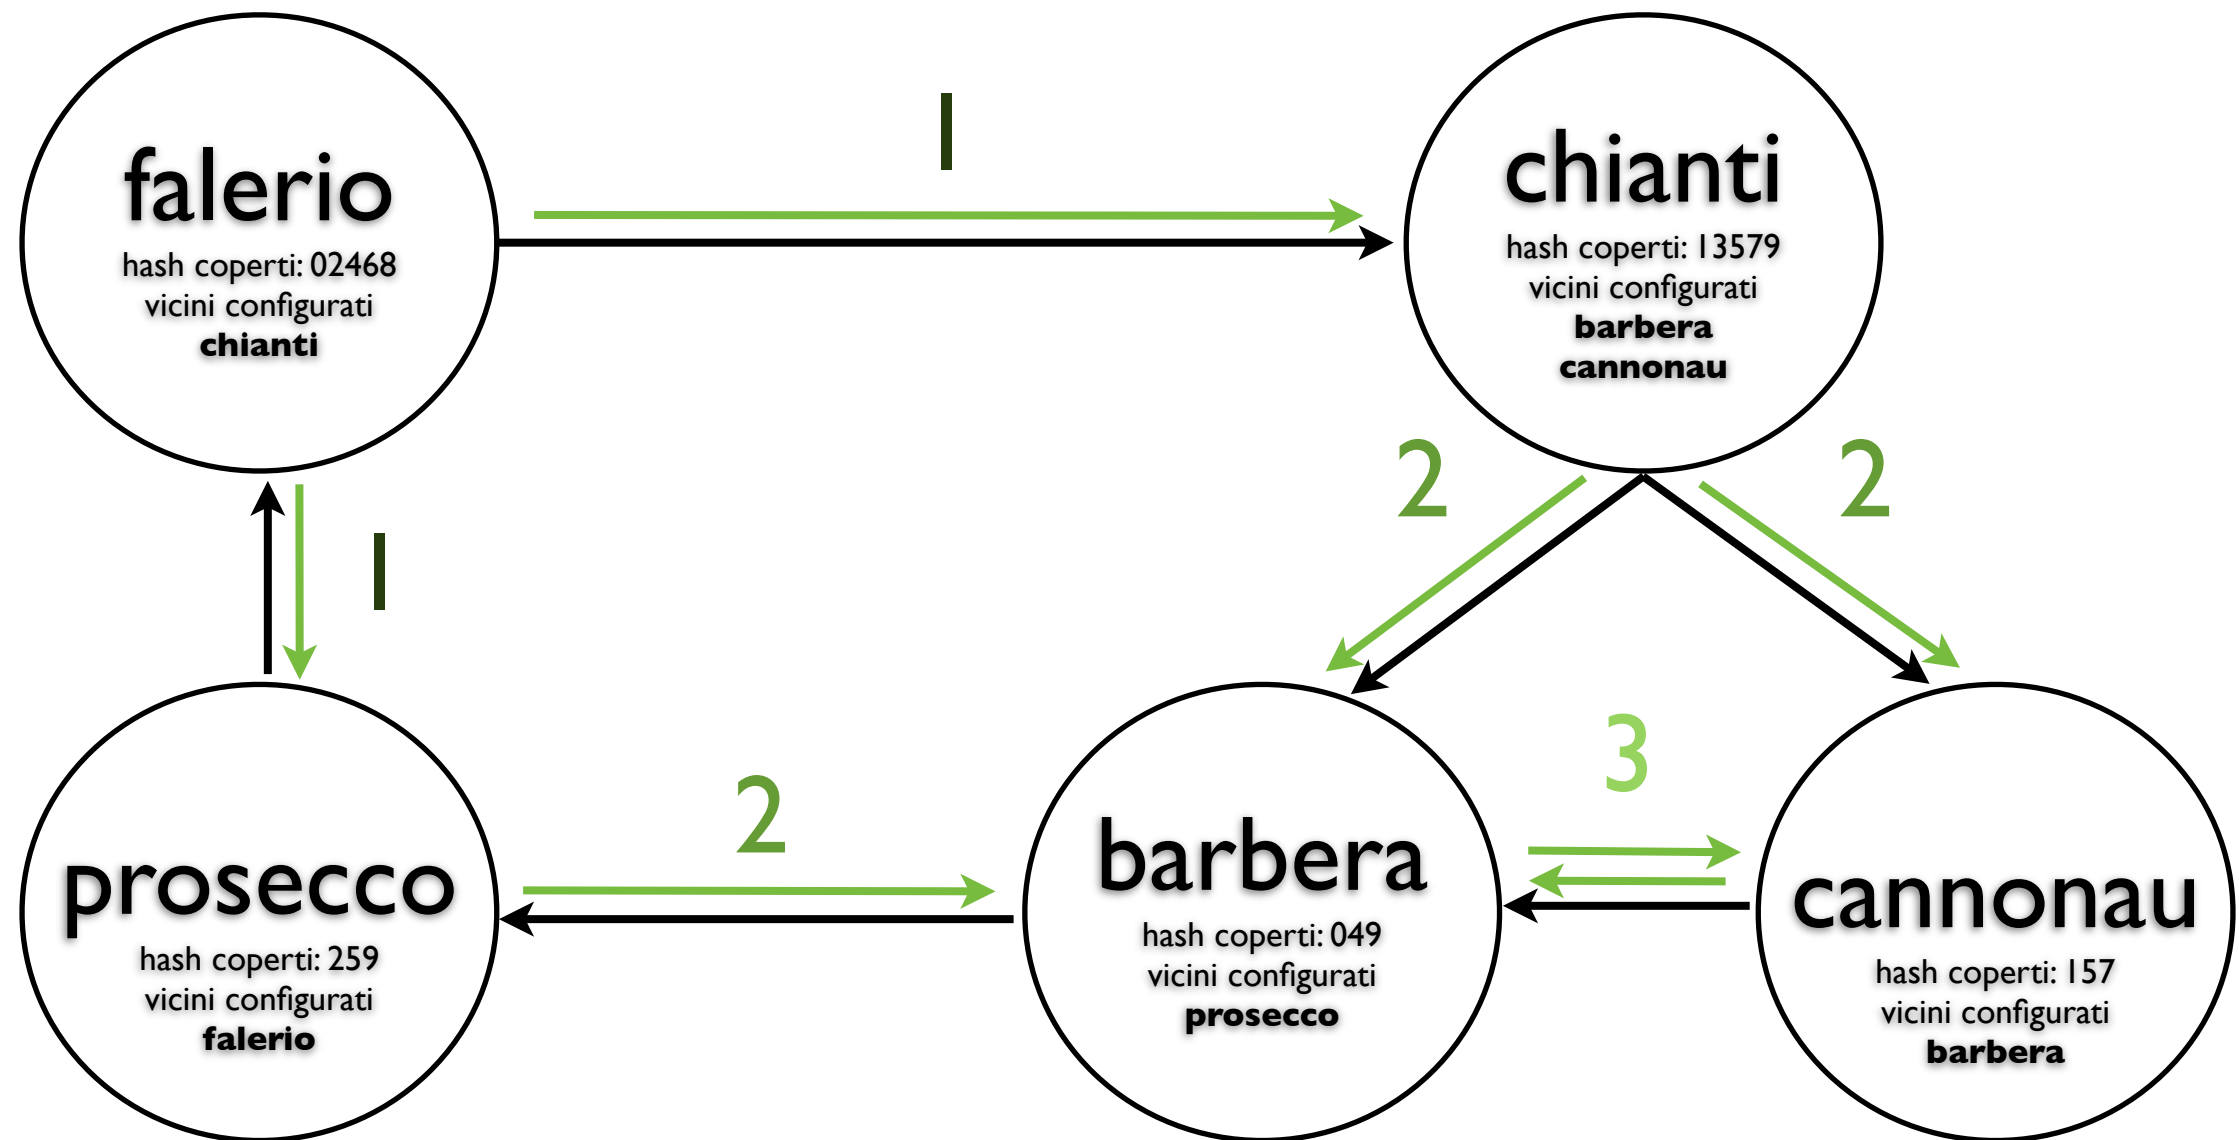 falerio
hash coperti: 02468
vicini configurati
chianti
1
chianti
hash coperti: 13579
vicini configurati
barbera
cannonau
1
2
2
prosecco
hash coperti: 259
vicini configurati
falerio
2
barbera
hash coperti: 049
vicini configurati
prosecco
3
cannonau
hash coperti: 157
vicini configurati
barbera